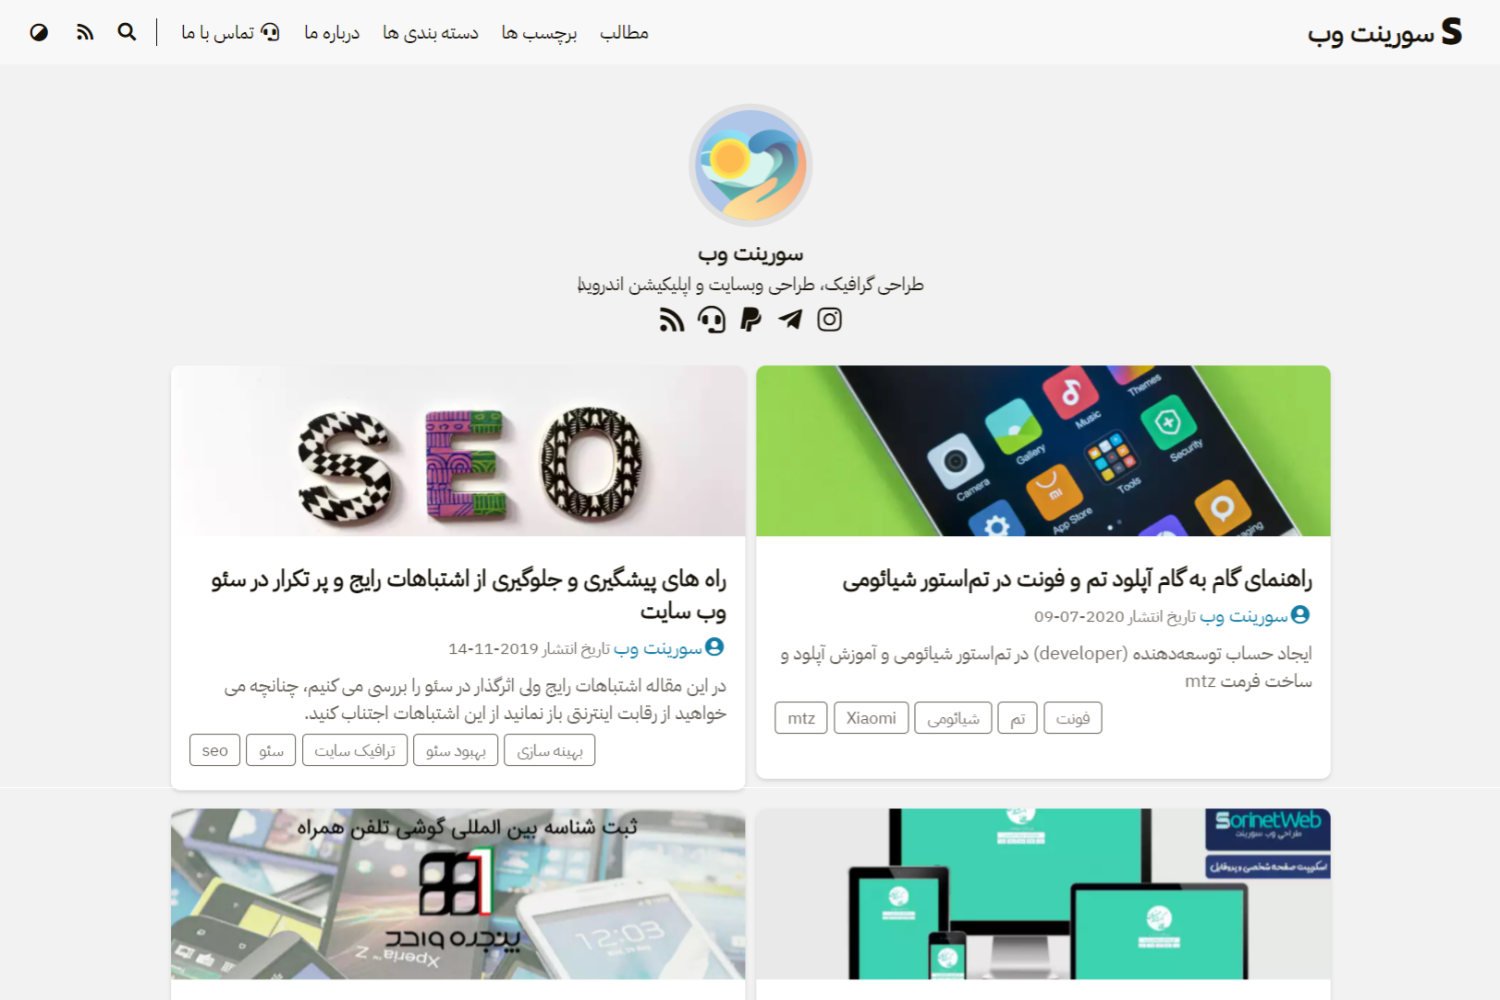 S سورینت وب
مطالب برچسب ها دسته بندی ها درباره ما تماس با ما
سورینت وب
طراحی گرافیک، طراحی وبسایت و اپلیکیشن اندروید
Themes
Music
Security
Gallery
Tools
Camera
App Store
mi
راهنمای گام به گام آپلود تم و فونت در تم‌استور شیائومی
سورینت وب تاریخ انتشار 2020-07-09
ایجاد حساب توسعه‌دهنده (developer) در تم‌استور شیائومی و آموزش آپلود و
ساخت فرمت mtz
فونت تم شیائومی Xiaomi mtz
SEO
راه های پیشگیری و جلوگیری از اشتباهات رایج و پر تکرار در سئو
وب سایت
سورینت وب تاریخ انتشار 2019-11-14
در این مقاله اشتباهات رایج ولی اثرگذار در سئو را بررسی می کنیم، چنانچه می
خواهید از رقابت اینترنتی باز نمانید از این اشتباهات اجتناب کنید.
بهینه سازی بهبود سئو ترافیک سایت سئو seo
SorinetWeb
طراحی وب سورینت
اسکریپت صفحه شخصی و پروفایل
ثبت شناسه بین المللی گوشی تلفن همراه
پنجره واحد
12:03
Xperia™ Z